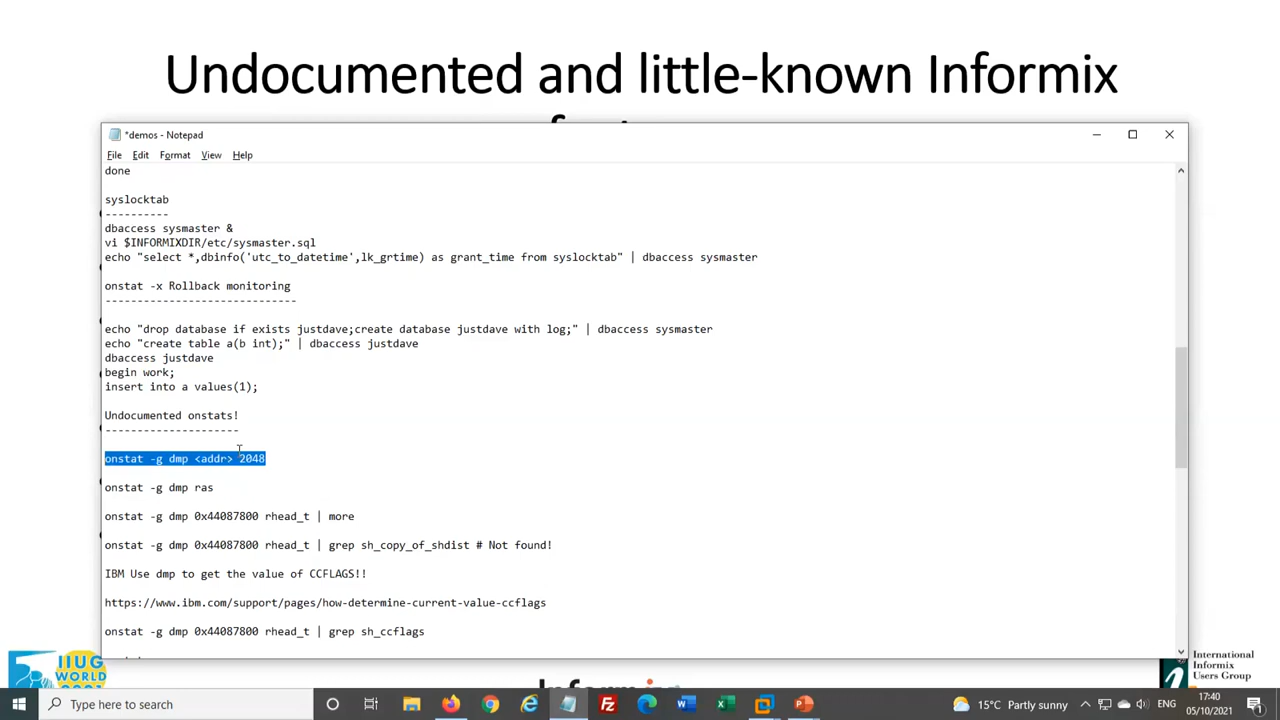 Undocumented and little-known Informix
*demos - Notepad
File Edit Format View Help
done
syslocktab
----------
dbaccess sysmaster &
vi $INFORMIXDIR/etc/sysmaster.sql
echo "select *,dbinfo('utc_to_datetime',lk_grtime) as grant_time from syslocktab" | dbaccess sysmaster
onstat -x Rollback monitoring
------------------------------
echo "drop database if exists justdave;create database justdave with log;" | dbaccess sysmaster
echo "create table a(b int);" | dbaccess justdave
dbaccess justdave
begin work;
insert into a values(1);
Undocumented onstats!
---------------------
onstat -g dmp <addr> 2048
onstat -g dmp ras
onstat -g dmp 0x44087800 rhead_t | more
onstat -g dmp 0x44087800 rhead_t | grep sh_copy_of_shdist # Not found!
IBM Use dmp to get the value of CCFLAGS!!
https://www.ibm.com/support/pages/how-determine-current-value-ccflags
onstat -g dmp 0x44087800 rhead_t | grep sh_ccflags
IIUG
WORLD
International
Informix
Users Group
Type here to search
15°C Partly sunny
ENG
17:40
05/10/2021